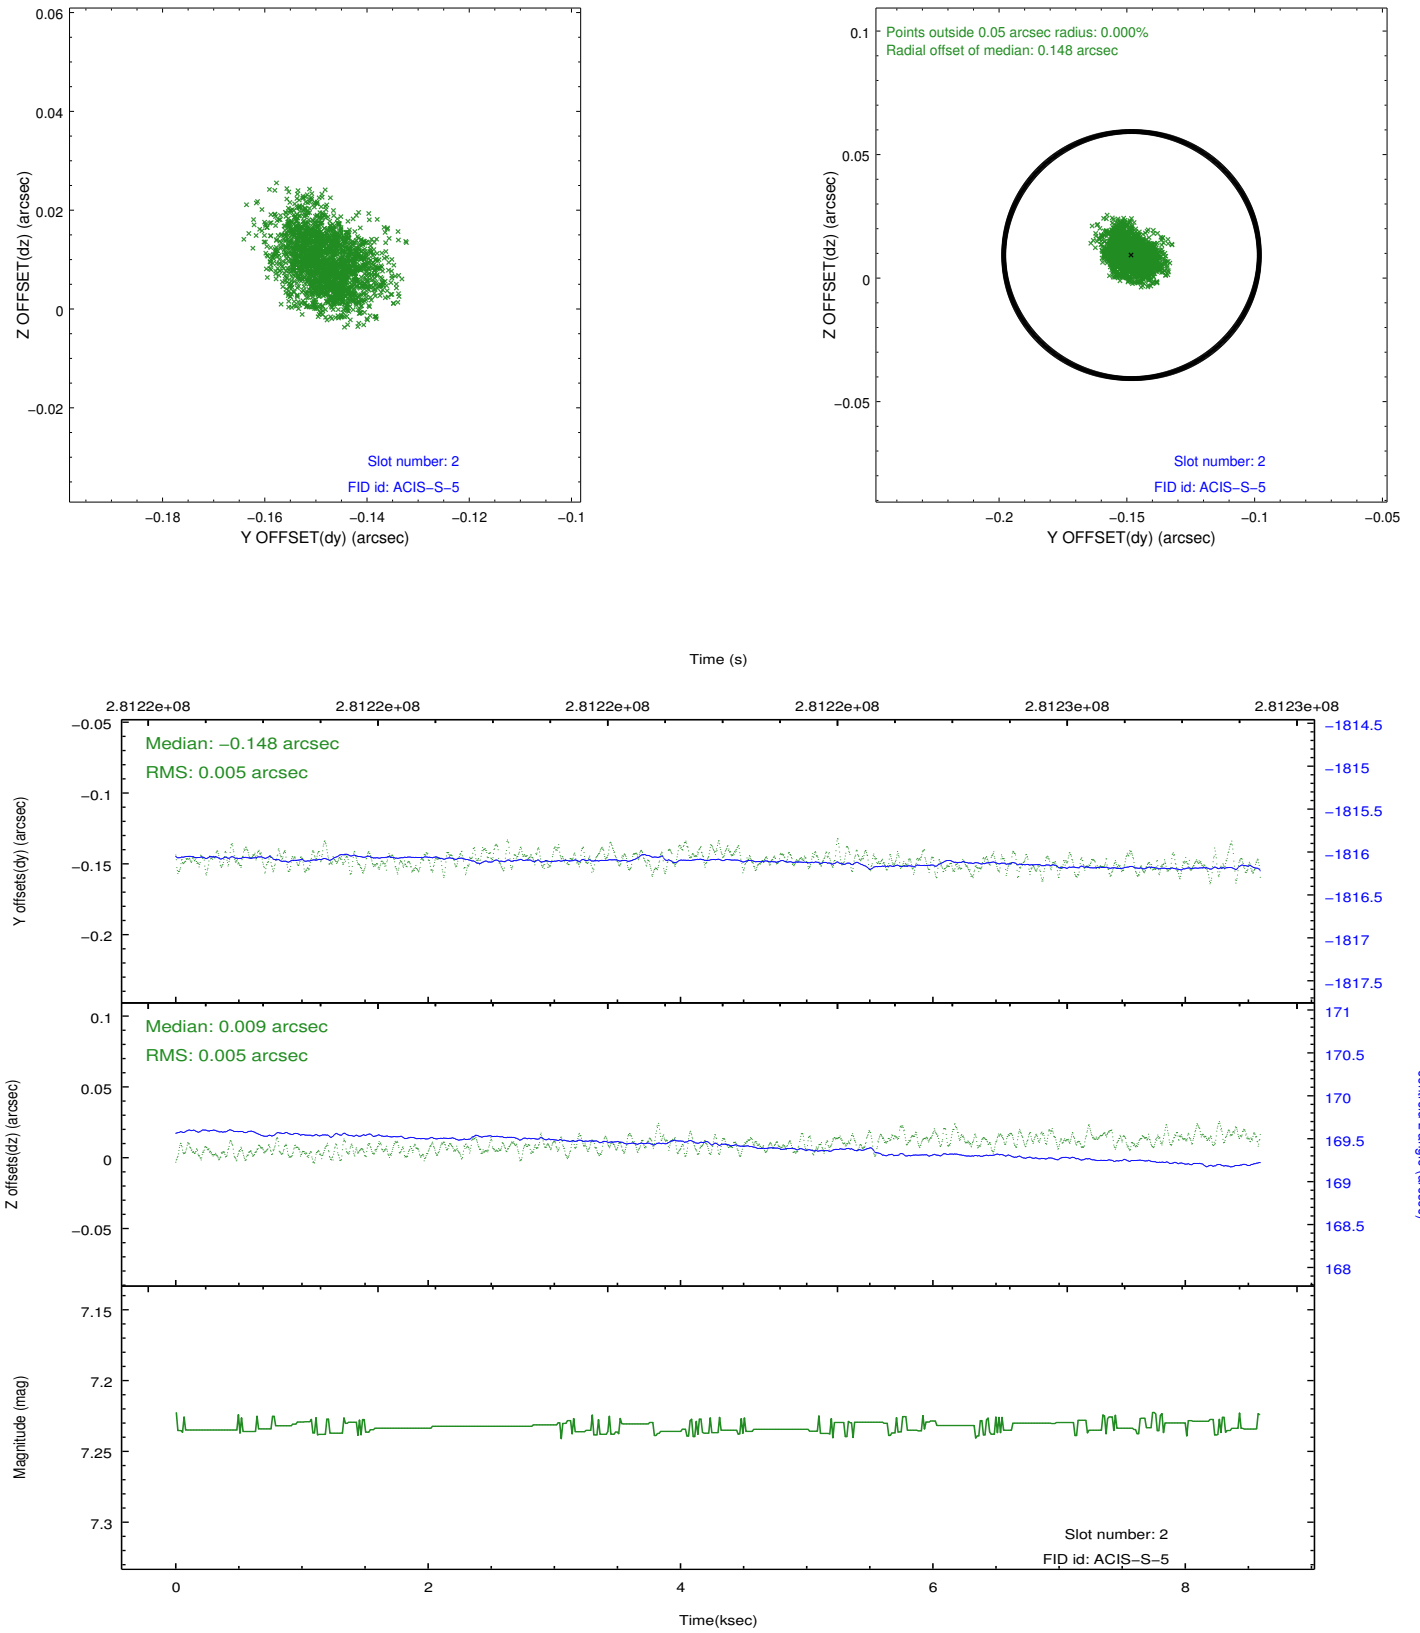 0.06
0.04
0.02
0
−0.02
Z OFFSET(dz) (arcsec)
Slot number: 2
FID id: ACIS−S−5
−0.18
−0.16
−0.14
−0.12
−0.1
Y OFFSET(dy) (arcsec)
Points outside 0.05 arcsec radius: 0.000%
Radial offset of median: 0.148 arcsec
0.1
0.05
0
−0.05
Z OFFSET(dz) (arcsec)
Slot number: 2
FID id: ACIS−S−5
−0.2
−0.15
−0.1
−0.05
Y OFFSET(dy) (arcsec)
Time (s)
2.8122e+08
2.8122e+08
2.8122e+08
2.8122e+08
2.8123e+08
2.8123e+08
Median: −0.148 arcsec
RMS: 0.005 arcsec
−0.05
−0.1
−0.15
−0.2
Y offsets(dy) (arcsec)
−1814.5
−1815
−1815.5
−1816
−1816.5
−1817
−1817.5
Median: 0.009 arcsec
RMS: 0.005 arcsec
0.1
0.05
0
−0.05
Z offsets(dz) (arcsec)
171
170.5
170
169.5
169
168.5
168
7.15
7.2
7.25
7.3
Magnitude (mag)
Slot number: 2
FID id: ACIS−S−5
0
2
4
6
8
Time(ksec)